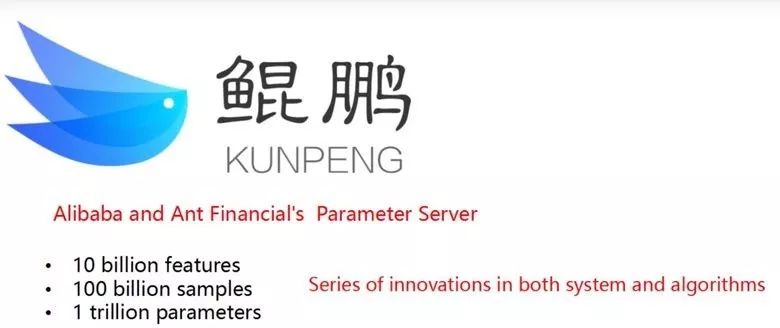 鲲鹏
KUNPENG
Alibaba and Ant Financial's Parameter Server
• 10 billion features
• 100 billion samples
• 1 trillion parameters
Series of innovations in both system and algorithms